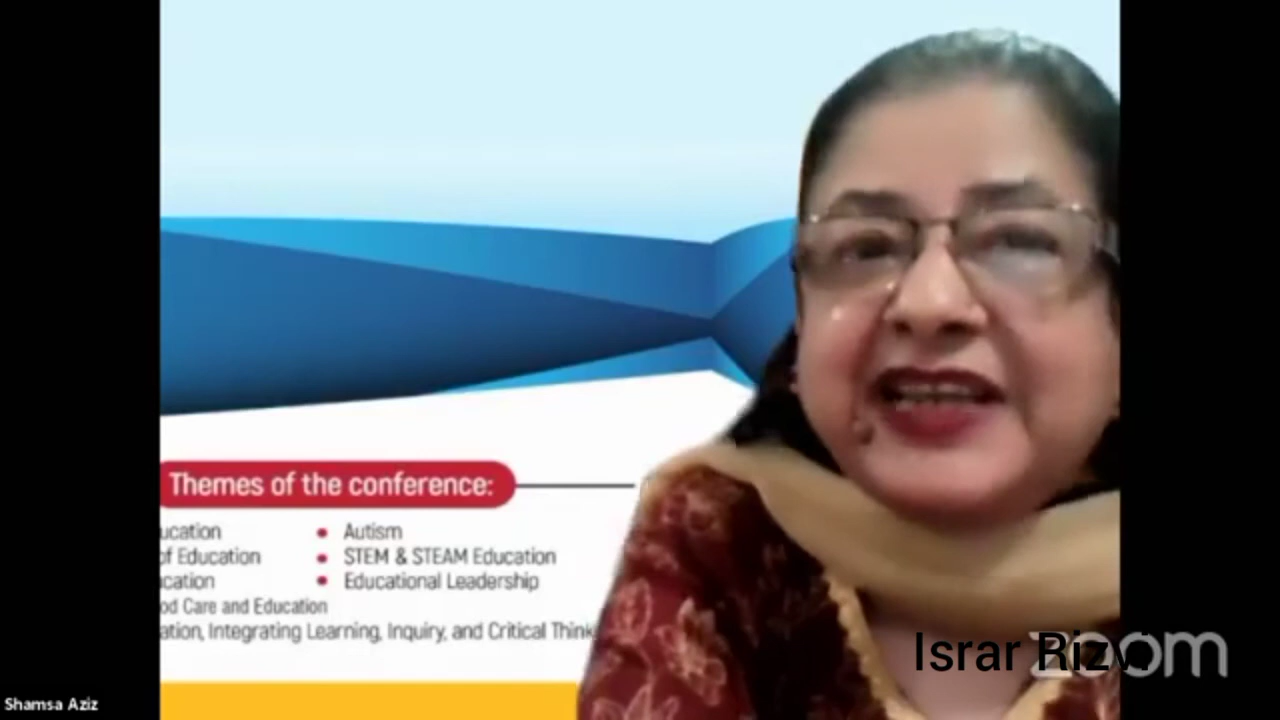 Themes of the conference:
ucation
• Autism
of Education
• STEM & STEAM Education
ication
• Educational Leadership
od Care and Education
ation, Integrating Learning, Inquiry, and Critical Think
Israr Rizvi
zoom
Shamsa Aziz